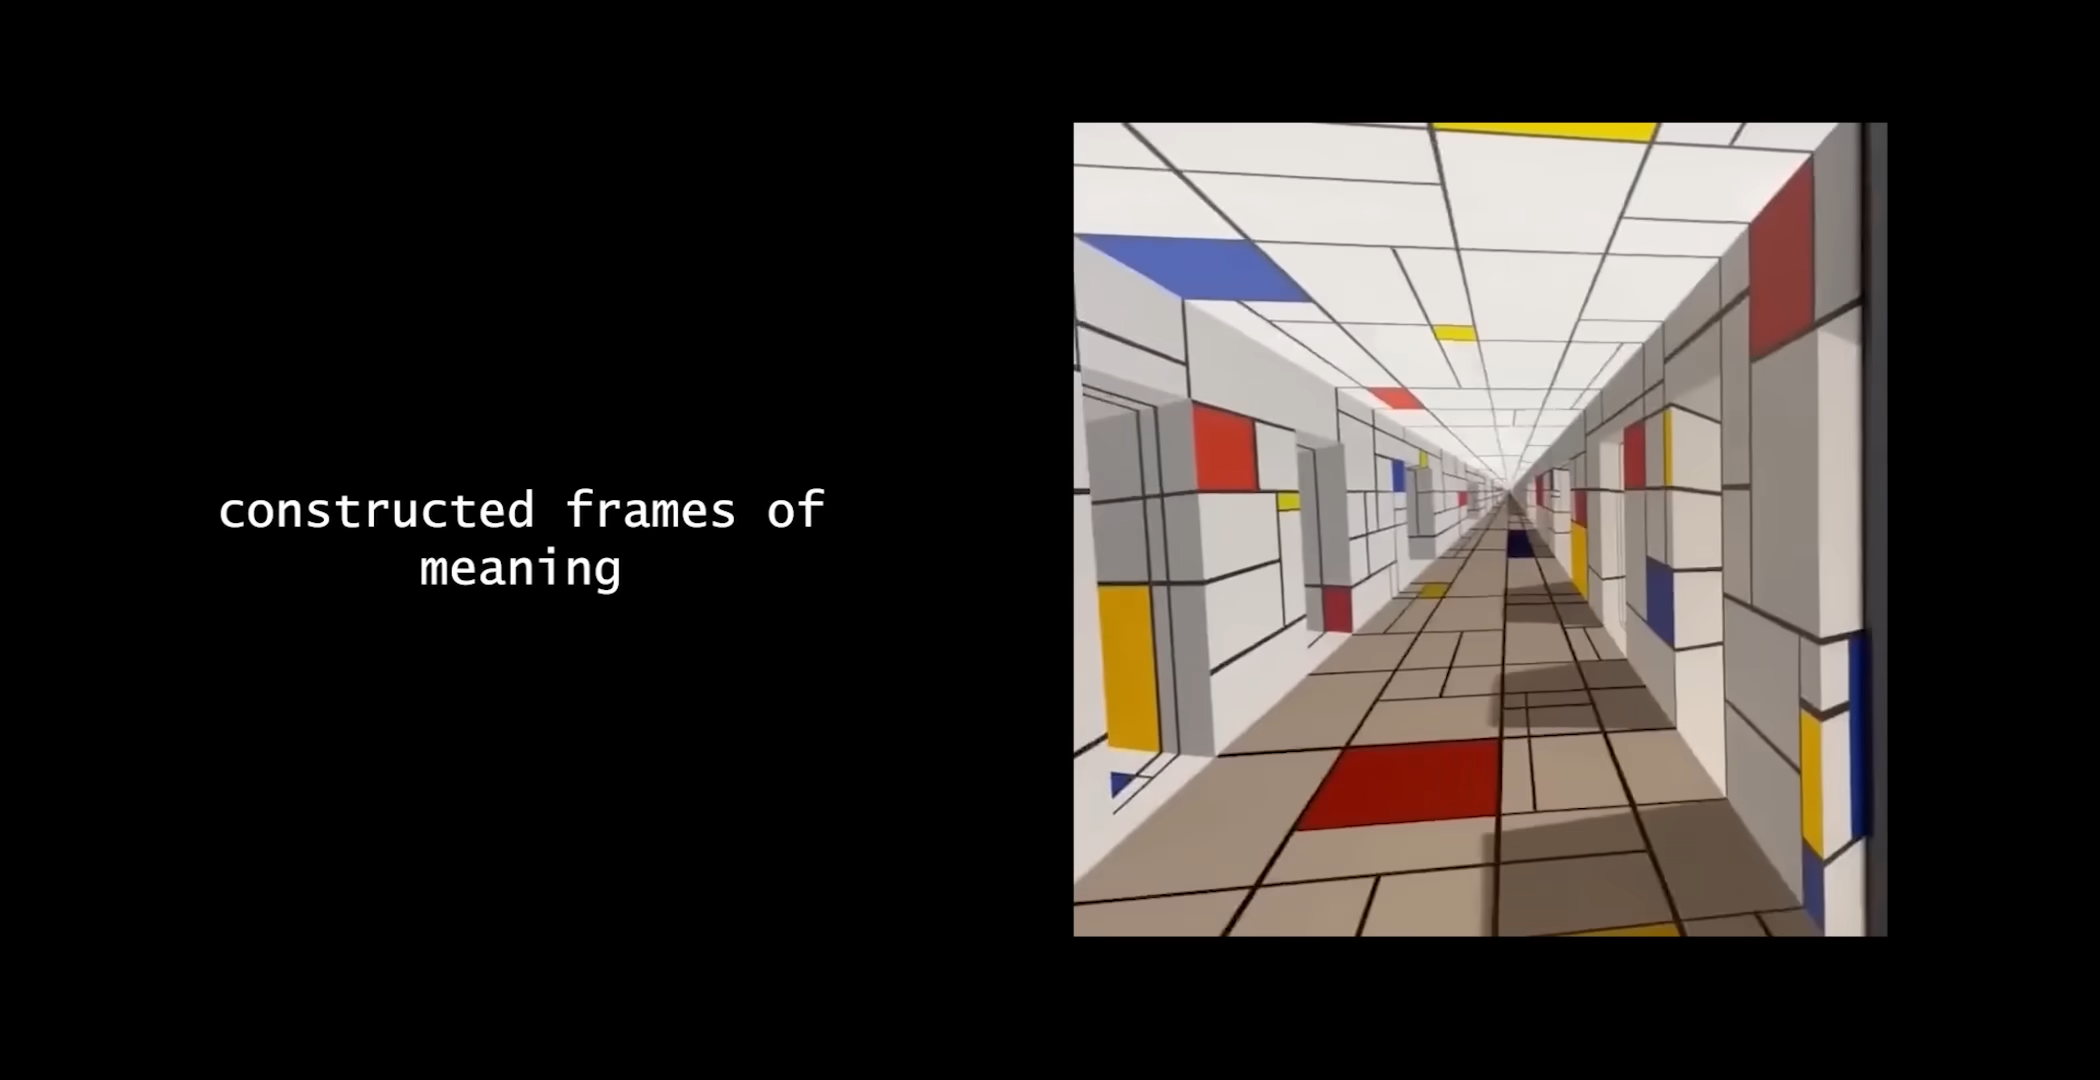 constructed frames of
meaning